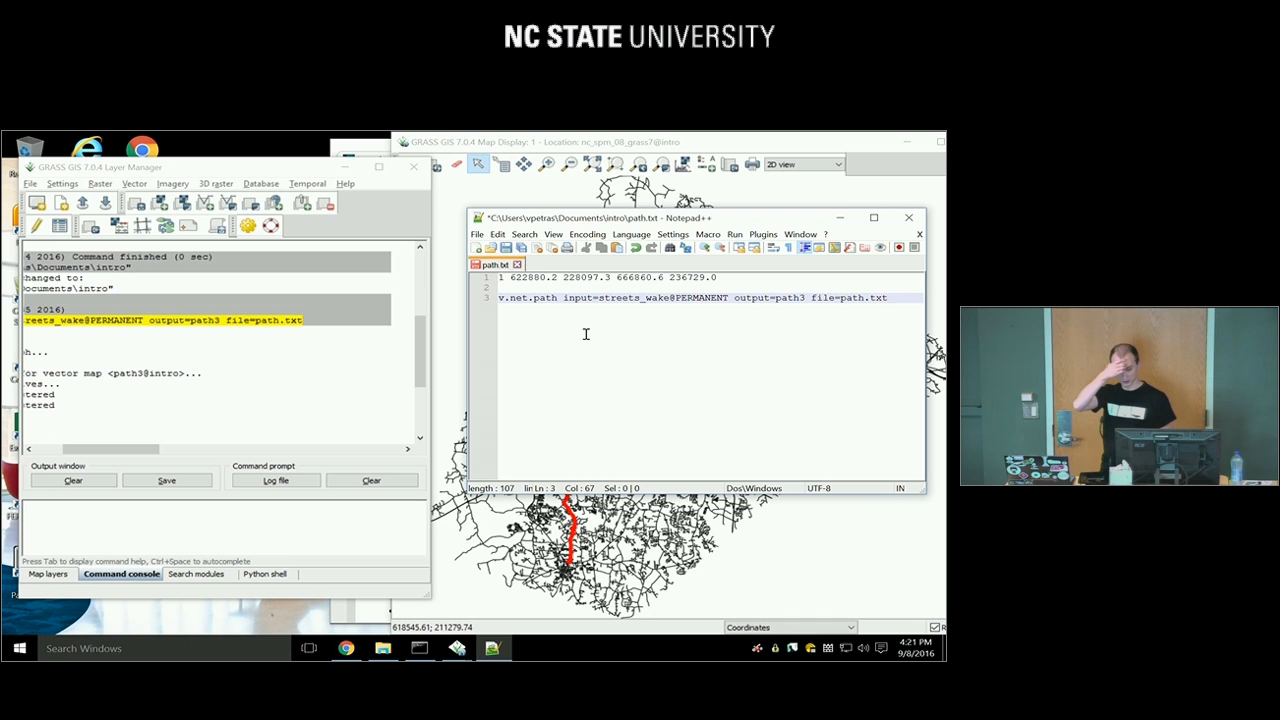 NC STATE UNIVERSITY
GRASS GIS 7.0.4 Map Display: 1 - Location: nc_spm_08_grass7@intro
2D view
GRASS GIS 7.0.4 Layer Manager
File Settings Raster Vector Imagery 3D raster Database Temporal Help
2016) Command finished (0 sec)
s\Documents\intro"
hanged to:
ocuments\intro"
2016)
reets_wake@PERMANENT output=path3 file=path.txt
h...
or vector map <path3@intro>...
ves...
tered
tered
Output window
Command prompt
Clear
Save
Log file
Clear
Press Tab to display command help, Ctrl+Space to autocomplete
Map layers Command console Search modules Python shell
*C:\Users\vpetras\Documents\intro\path.txt - Notepad++
File Edit Search View Encoding Language Settings Macro Run Plugins Window ?
X
path.txt
1 1 622880.2 228097.3 666860.6 236729.0
2
3 v.net.path input=streets_wake@PERMANENT output=path3 file=path.txt
length : 107 lin Ln : 3 Col : 67 Sel : 0 | 0 Dos\Windows UTF-8 IN
618545.61; 211279.74
Coordinates
Search Windows
4:21 PM
9/8/2016